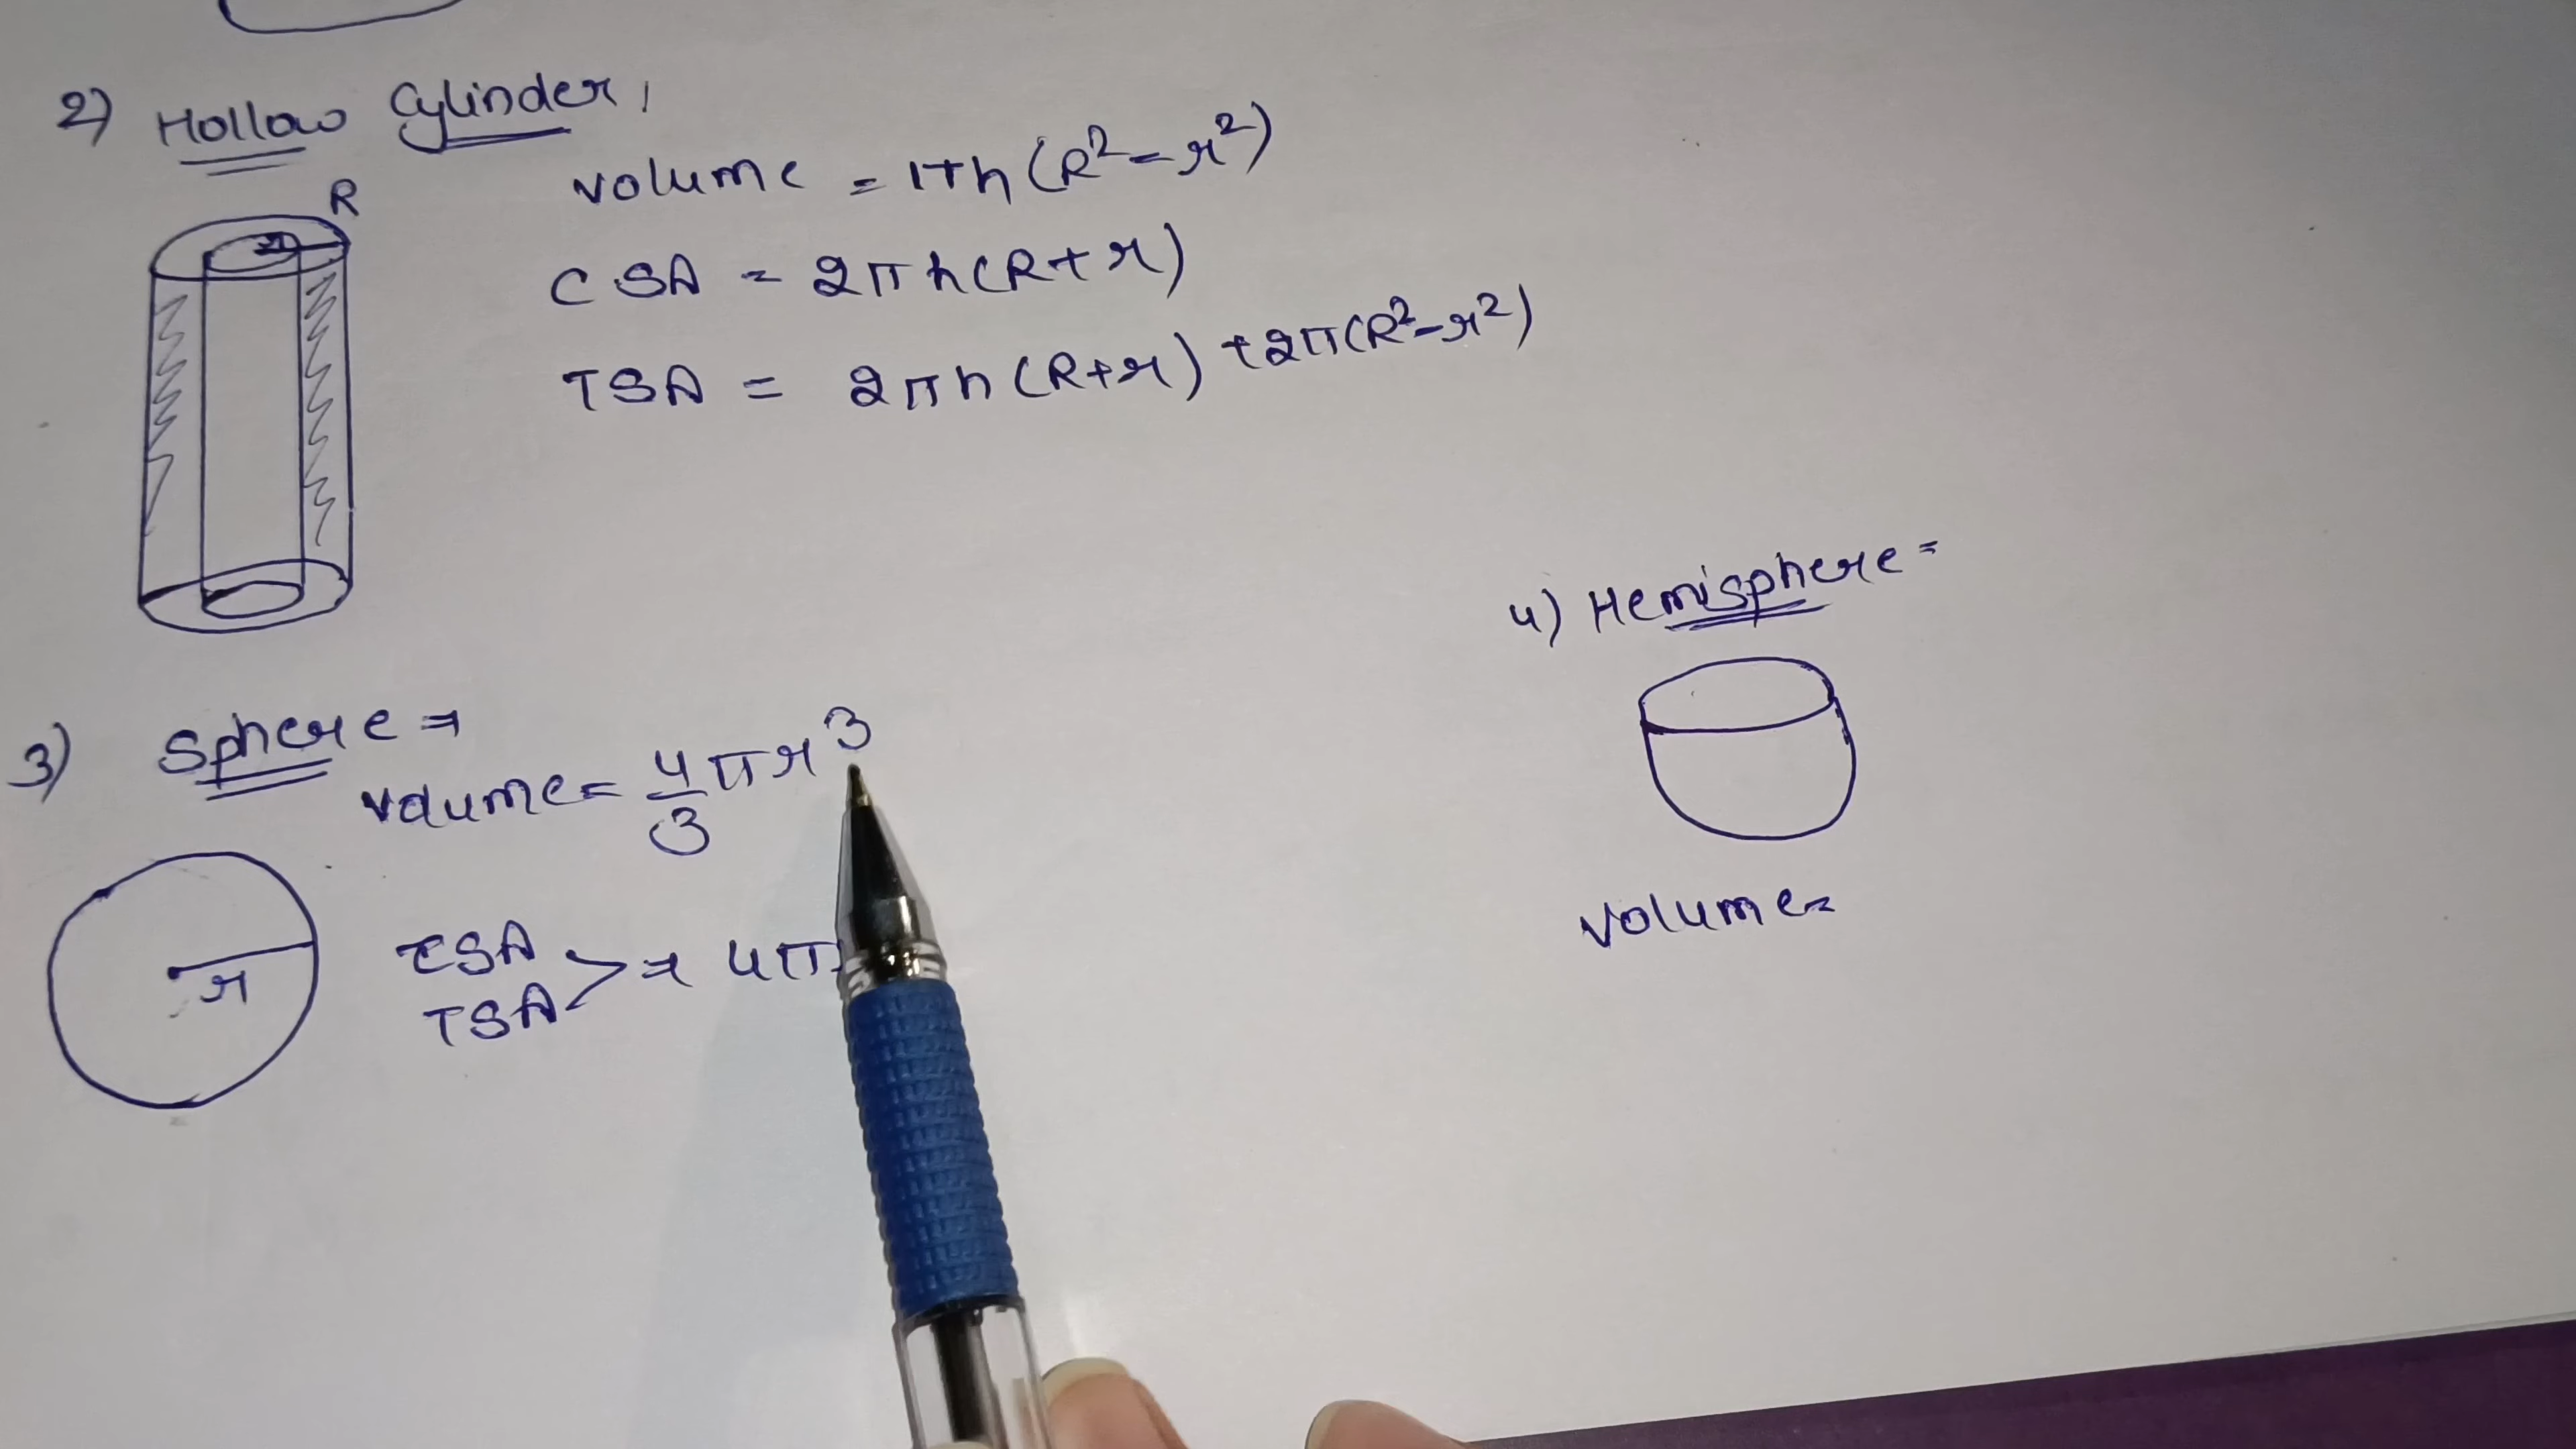 2) Hollow Cylinder,
R
r
Volume = πh(R²-r²)
CSA = 2πh(R+r)
TSA = 2πh(R+r) +2π(R²-r²)
3) Sphere =
Volume = 4/3 πr³
r
CSA
TSA > = 4π
4) Hemisphere =
Volume=